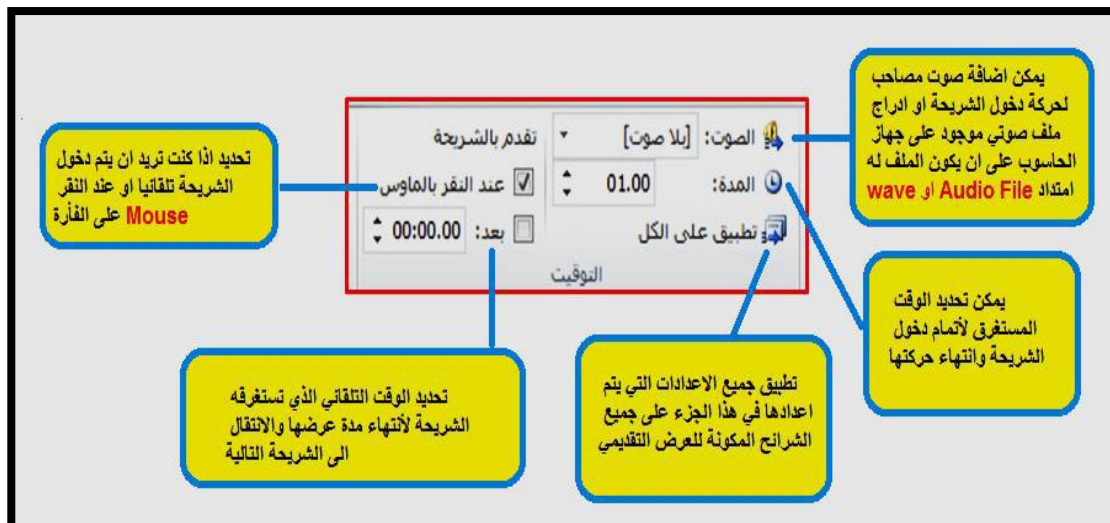 يمكن اضافة صوت مصاحب
لحركة دخول الشريحة او ادراج
ملف صوتي موجود على جهاز
الحاسوب على ان يكون الملف له
امتداد Audio File او wave
الصوت: [بلا صوت]
تقدم بالشريحة
المدة: 01.00
عند النقر بالماوس
تطبيق على الكل
بعد: 00:00.00
التوقيت
تحديد اذا كنت تريد ان يتم دخول
الشريحة تلقائيا او عند النقر
على الفأرة Mouse
يمكن تحديد الوقت
المستغرق لأتمام دخول
الشريحة وانتهاء حركتها
تطبيق جميع الاعدادات التي يتم
اعدادها في هذا الجزء على جميع
الشرائح المكونة للعرض التقديمي
تحديد الوقت التلقائي الذي تستغرقه
الشريحة لأنتهاء مدة عرضها والانتقال
الى الشريحة التالية